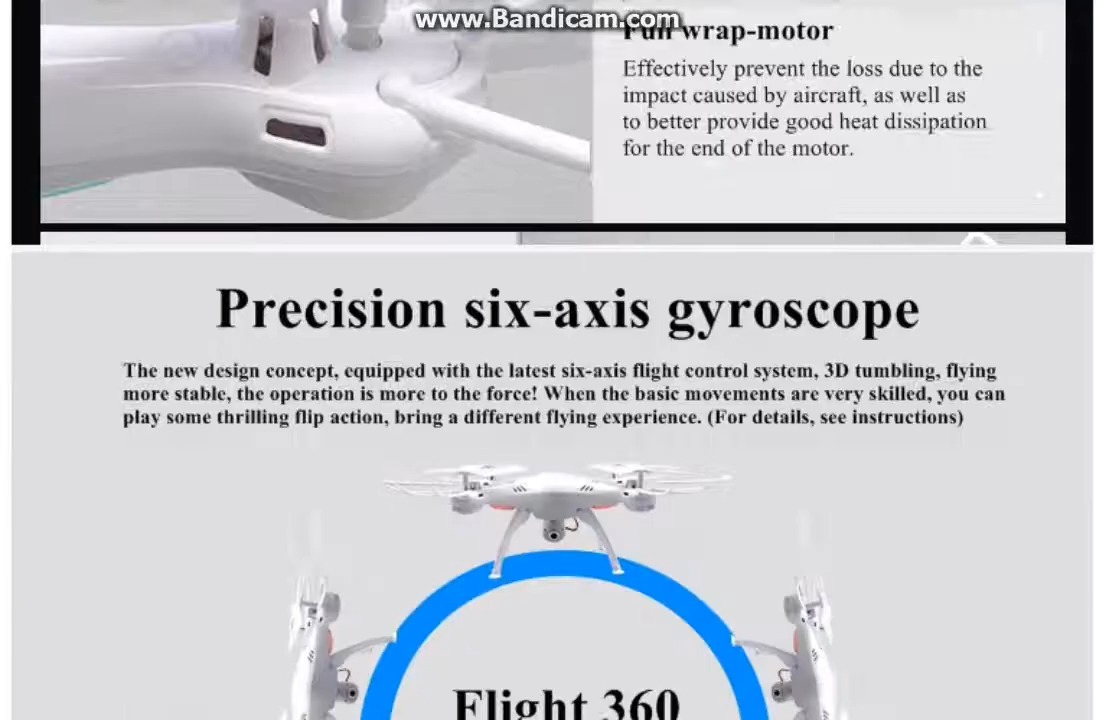 www.Bandicam.com
Full wrap-motor
Effectively prevent the loss due to the
impact caused by aircraft, as well as
to better provide good heat dissipation
for the end of the motor.
Precision six-axis gyroscope
The new design concept, equipped with the latest six-axis flight control system, 3D tumbling, flying
more stable, the operation is more to the force! When the basic movements are very skilled, you can
play some thrilling flip action, bring a different flying experience. (For details, see instructions)
Flight 360